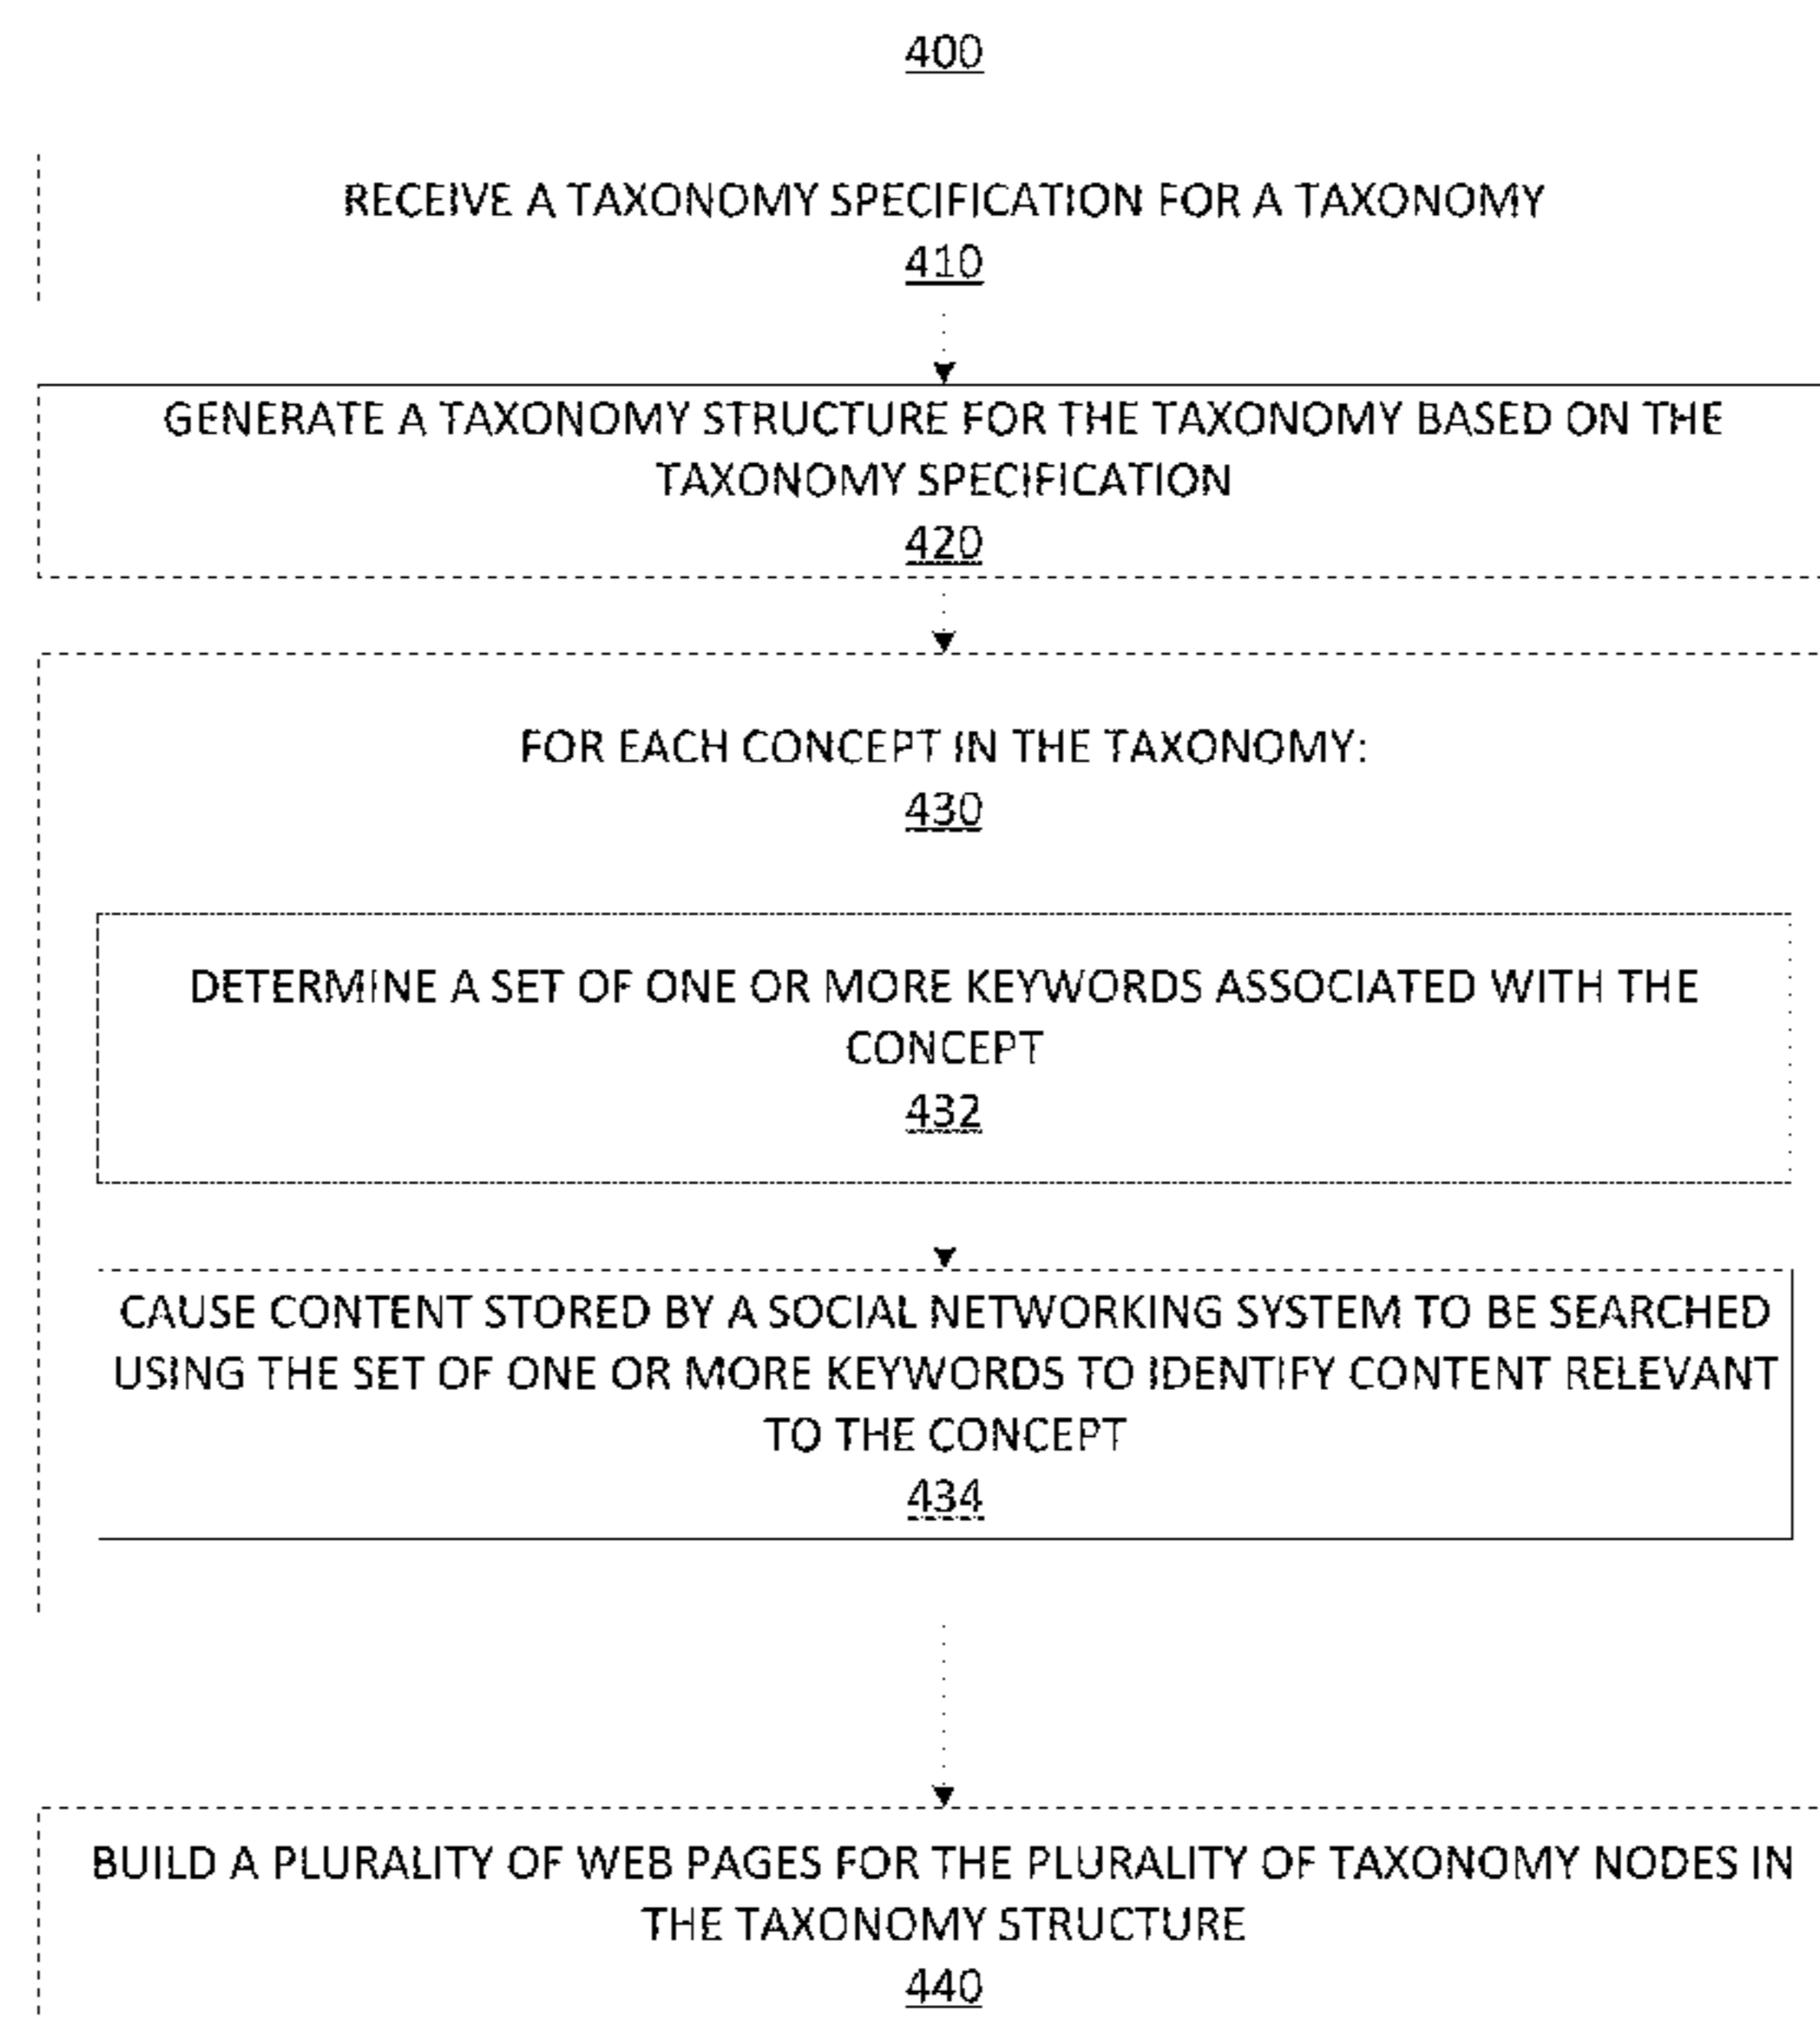 400
RECEIVE A TAXONOMY SPECIFICATION FOR A TAXONOMY
410
GENERATE A TAXONOMY STRUCTURE FOR THE TAXONOMY BASED ON THE
TAXONOMY SPECIFICATION
420
FOR EACH CONCEPT IN THE TAXONOMY:
430
DETERMINE A SET OF ONE OR MORE KEYWORDS ASSOCIATED WITH THE
CONCEPT
432
CAUSE CONTENT STORED BY A SOCIAL NETWORKING SYSTEM TO BE SEARCHED
USING THE SET OF ONE OR MORE KEYWORDS TO IDENTIFY CONTENT RELEVANT
TO THE CONCEPT
434
BUILD A PLURALITY OF WEB PAGES FOR THE PLURALITY OF TAXONOMY NODES IN
THE TAXONOMY STRUCTURE
440